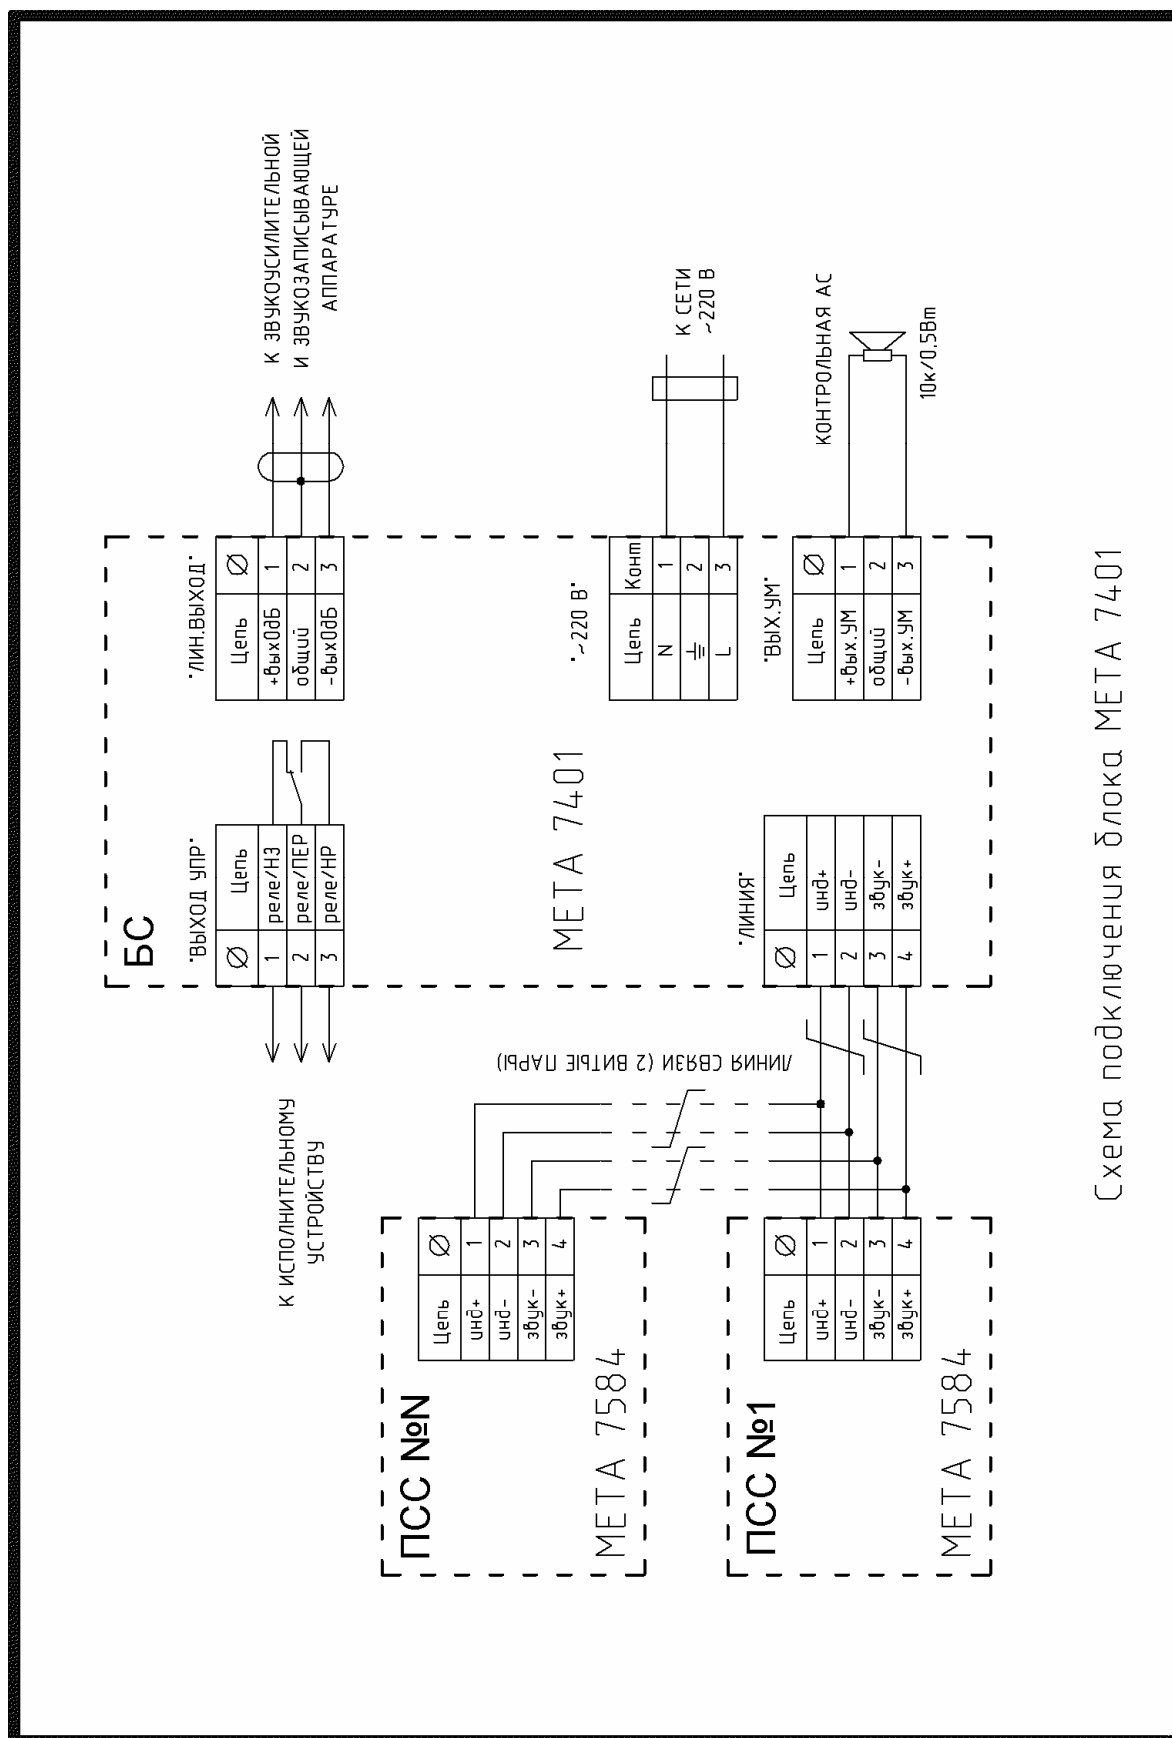 БС
"ВЫХОД УПР"
Ø Цепь
1 реле/НЗ
2 реле/ПЕР
3 реле/НР
К ИСПОЛНИТЕЛЬНОМУ
УСТРОЙСТВУ
"ЛИН.ВЫХОД"
Цепь Ø
+вых0дБ 1
общий 2
-вых0дБ 3
К ЗВУКОУСИЛИТЕЛЬНОЙ
И ЗВУКОЗАПИСЫВАЮЩЕЙ
АППАРАТУРЕ
МЕТА 7401
"~220 В"
Цепь Конт
N 1
⏚ 2
L 3
К СЕТИ
~220 В
"ВЫХ.УМ"
Цепь Ø
+вых.УМ 1
общий 2
-вых.УМ 3
КОНТРОЛЬНАЯ АС
10к/0.5Вт
"ЛИНИЯ"
Ø Цепь
1 инд+
2 инд-
3 звук-
4 звук+
ЛИНИЯ СВЯЗИ (2 ВИТЫЕ ПАРЫ)
ПСС №N
Цепь Ø
инд+ 1
инд- 2
звук- 3
звук+ 4
МЕТА 7584
ПСС №1
Цепь Ø
инд+ 1
инд- 2
звук- 3
звук+ 4
МЕТА 7584
Схема подключения блока МЕТА 7401